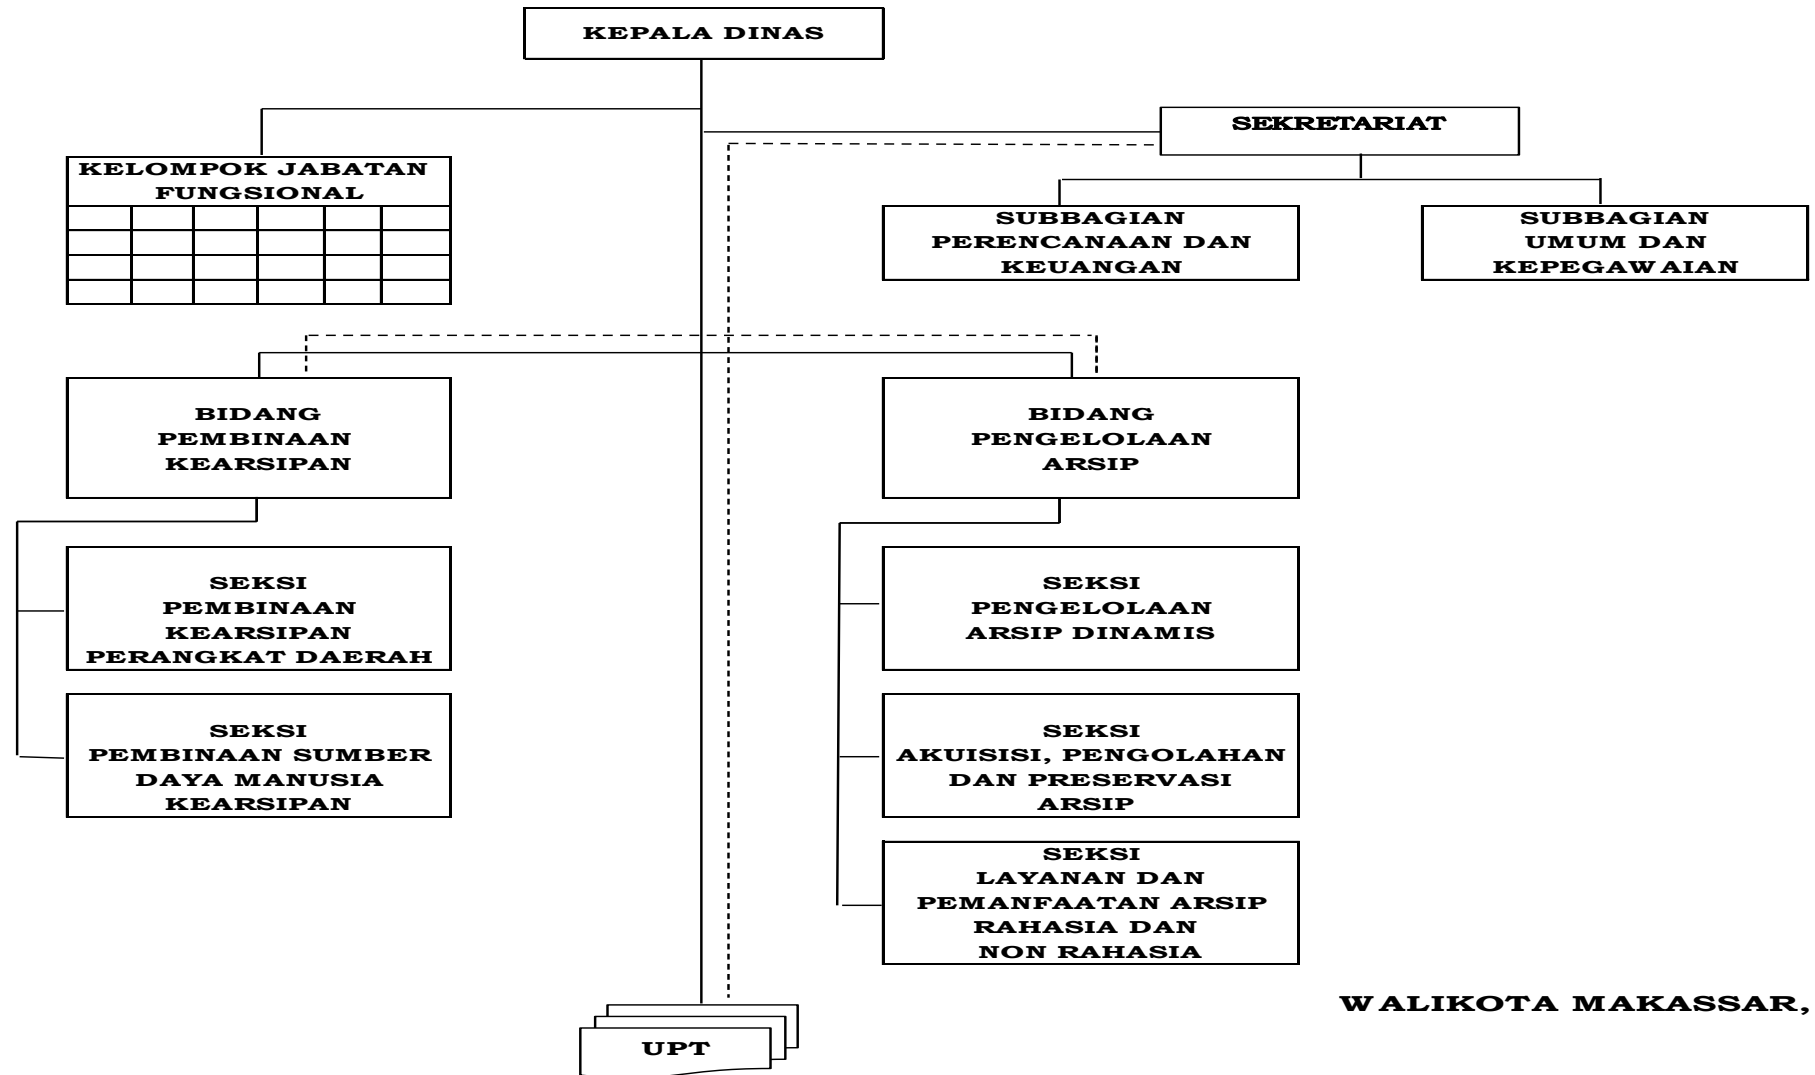 KEPALA DINAS
SEKRETARIAT
KELOMPOK JABATAN
FUNGSIONAL
SUBBAGIAN
PERENCANAAN DAN
KEUANGAN
SUBBAGIAN
UMUM DAN
KEPEGAWAIAN
BIDANG
PEMBINAAN
KEARSIPAN
BIDANG
PENGELOLAAN
ARSIP
SEKSI
PEMBINAAN
KEARSIPAN
PERANGKAT DAERAH
SEKSI
PENGELOLAAN
ARSIP DINAMIS
SEKSI
PEMBINAAN SUMBER
DAYA MANUSIA
KEARSIPAN
SEKSI
AKUISISI, PENGOLAHAN
DAN PRESERVASI
ARSIP
SEKSI
LAYANAN DAN
PEMANFAATAN ARSIP
RAHASIA DAN
NON RAHASIA
WALIKOTA MAKASSAR,
UPT